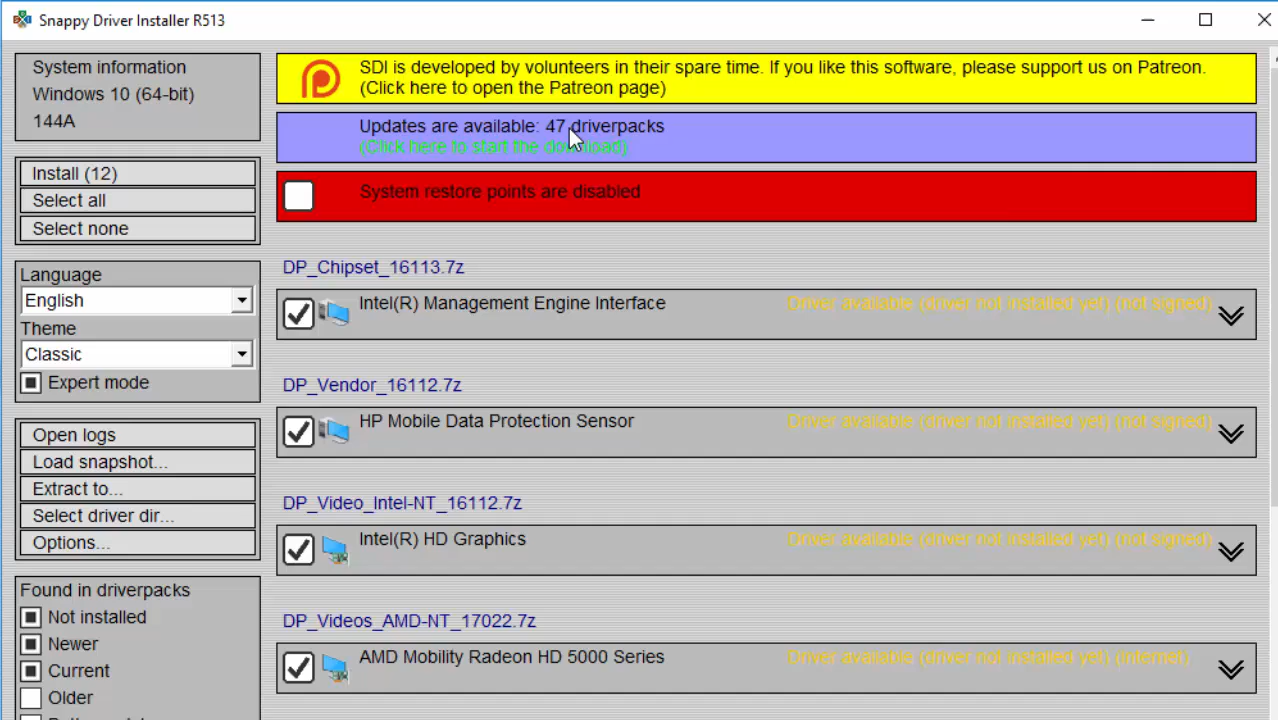 Snappy Driver Installer R513
System information
Windows 10 (64-bit)
144A
Install (12)
Select all
Select none
Language
English
Theme
Classic
Expert mode
Open logs
Load snapshot...
Extract to...
Select driver dir...
Options...
Found in driverpacks
Not installed
Newer
Current
Older
SDI is developed by volunteers in their spare time. If you like this software, please support us on Patreon.
(Click here to open the Patreon page)
Updates are available: 47 driverpacks
(Click here to start the download)
System restore points are disabled
DP_Chipset_16113.7z
Intel(R) Management Engine Interface
Driver available (driver not installed yet) (not signed)
DP_Vendor_16112.7z
HP Mobile Data Protection Sensor
Driver available (driver not installed yet) (not signed)
DP_Video_Intel-NT_16112.7z
Intel(R) HD Graphics
Driver available (driver not installed yet) (not signed)
DP_Videos_AMD-NT_17022.7z
AMD Mobility Radeon HD 5000 Series
Driver available (driver not installed yet) (Internet)